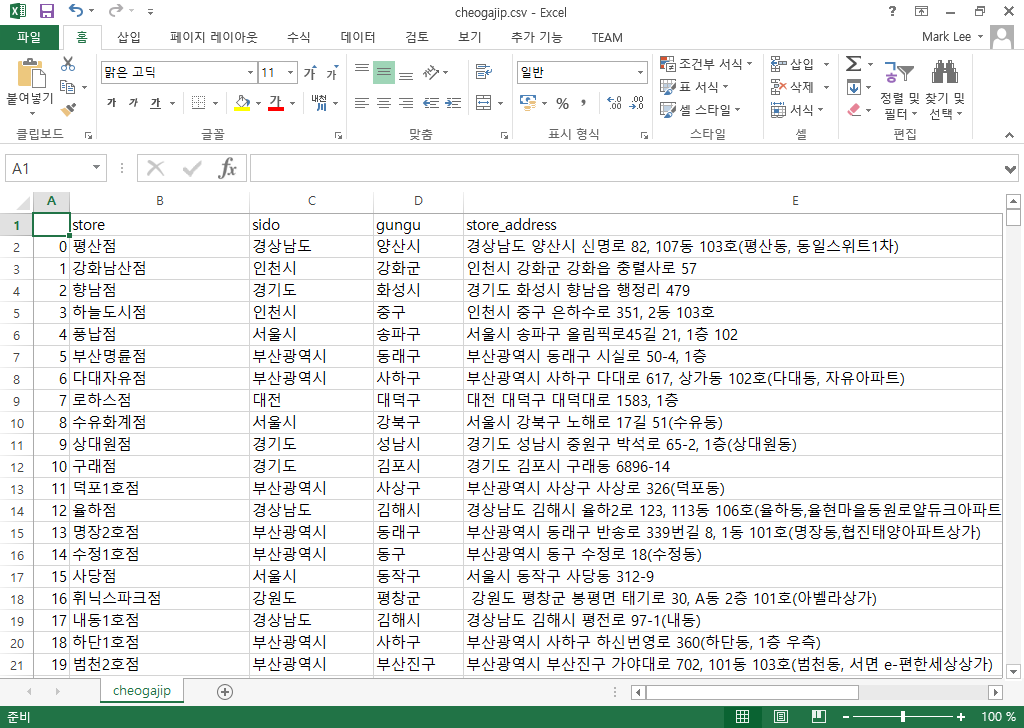 cheogajip.csv - Excel
파일 홈 삽입 페이지 레이아웃 수식 데이터 검토 보기 추가 기능 TEAM Mark Lee
붙여넣기
클립보드
맑은 고딕 11 가 가
가 가 가 내천
글꼴
맞춤
일반
%
표시 형식
조건부 서식
표 서식
셀 스타일
스타일
삽입
삭제
서식
셀
정렬 및 필터
찾기 및 선택
편집
A1 fx
A B C D E
1 store sido gungu store_address
2 0 평산점 경상남도 양산시 경상남도 양산시 신명로 82, 107동 103호(평산동, 동일스위트1차)
3 1 강화남산점 인천시 강화군 인천시 강화군 강화읍 충렬사로 57
4 2 향남점 경기도 화성시 경기도 화성시 향남읍 행정리 479
5 3 하늘도시점 인천시 중구 인천시 중구 은하수로 351, 2동 103호
6 4 풍납점 서울시 송파구 서울시 송파구 올림픽로45길 21, 1층 102
7 5 부산명륜점 부산광역시 동래구 부산광역시 동래구 시실로 50-4, 1층
8 6 다대자유점 부산광역시 사하구 부산광역시 사하구 다대로 617, 상가동 102호(다대동, 자유아파트)
9 7 로하스점 대전 대덕구 대전 대덕구 대덕대로 1583, 1층
10 8 수유화계점 서울시 강북구 서울시 강북구 노해로 17길 51(수유동)
11 9 상대원점 경기도 성남시 경기도 성남시 중원구 박석로 65-2, 1층(상대원동)
12 10 구래점 경기도 김포시 경기도 김포시 구래동 6896-14
13 11 덕포1호점 부산광역시 사상구 부산광역시 사상구 사상로 326(덕포동)
14 12 율하점 경상남도 김해시 경상남도 김해시 율하2로 123, 113동 106호(율하동,율현마을동원로얄듀크아파트
15 13 명장2호점 부산광역시 동래구 부산광역시 동래구 반송로 339번길 8, 1동 101호(명장동,협진태양아파트상가)
16 14 수정1호점 부산광역시 동구 부산광역시 동구 수정로 18(수정동)
17 15 사당점 서울시 동작구 서울시 동작구 사당동 312-9
18 16 휘닉스파크점 강원도 평창군 강원도 평창군 봉평면 태기로 30, A동 2층 101호(아벨라상가)
19 17 내동1호점 경상남도 김해시 경상남도 김해시 평전로 97-1(내동)
20 18 하단1호점 부산광역시 사하구 부산광역시 사하구 하신번영로 360(하단동, 1층 우측)
21 19 범천2호점 부산광역시 부산진구 부산광역시 부산진구 가야대로 702, 101동 103호(범천동, 서면 e-편한세상상가)
cheogajip
준비 100 %